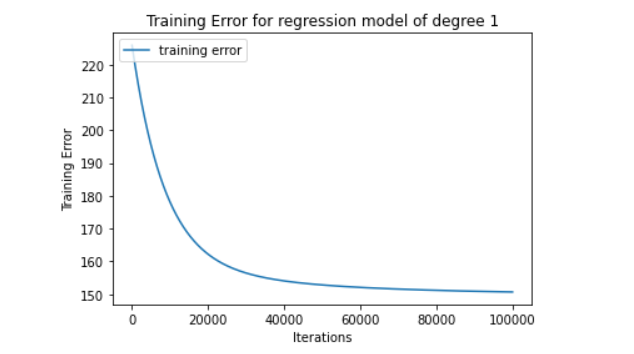 Training Error for regression model of degree 1
training error
220
210
200
190
180
170
160
150
Training Error
0 20000 40000 60000 80000 100000
Iterations